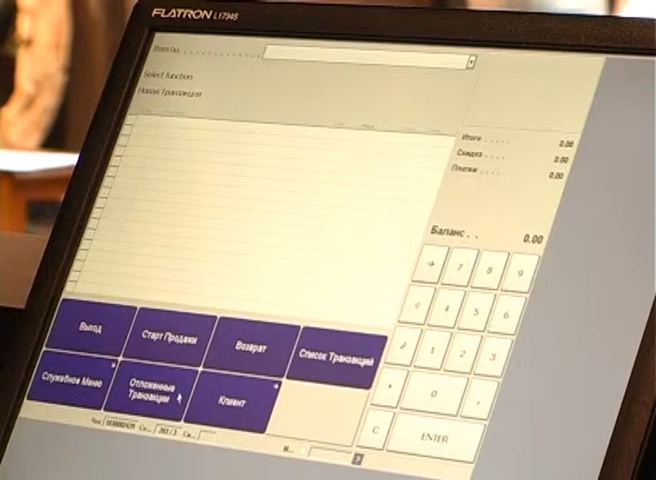 FLATRON L1734S
Item no.
Select function
Новая Транзакция
Итого 0.00
Скидка 0.00
Платеж 0.00
Баланс 0.00
7 8 9
4 5 6
1 2 3
0 ,
C ENTER
Выход Старт Продажи Возврат Список Транзакций
Служебное Меню Отложенные Транзакции Клиент
Чек